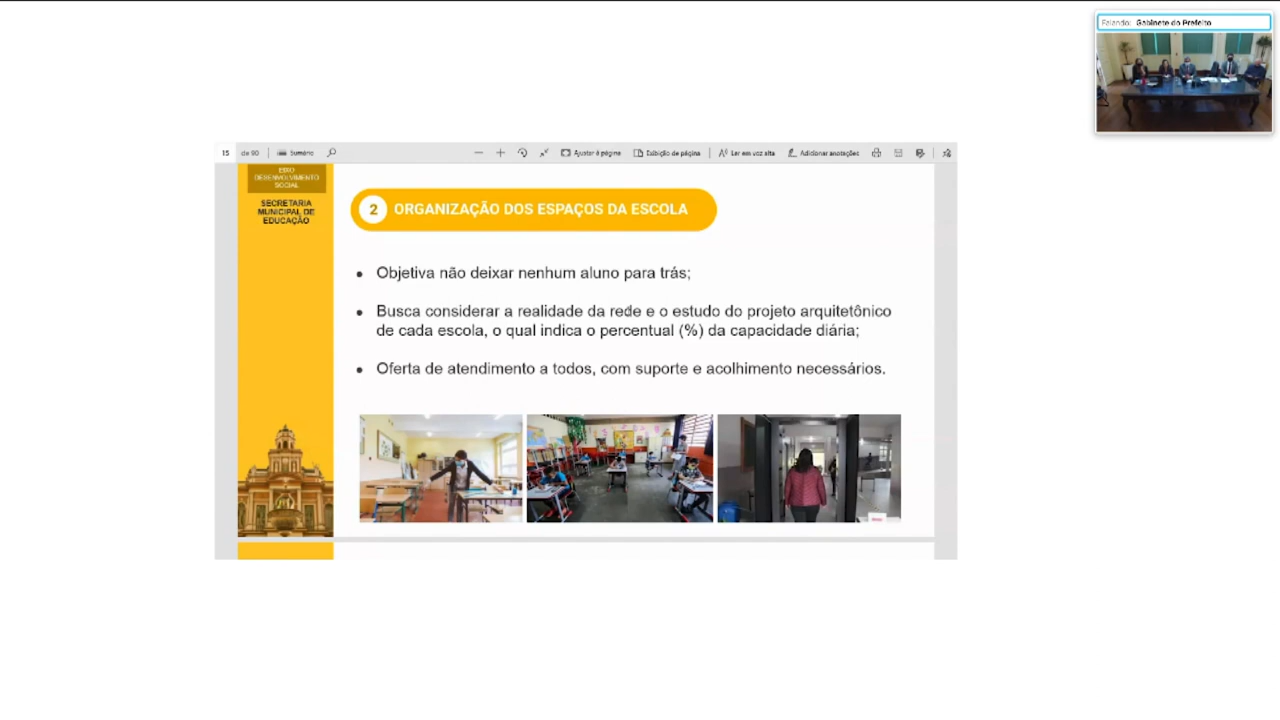 Falando: Gabinete do Prefeito
15 de 90 Sumário Ajustar à página Exibição de página Ler em voz alta Adicionar anotações
EIXO
DESENVOLVIMENTO
SOCIAL
SECRETARIA
MUNICIPAL DE
EDUCAÇÃO
2 ORGANIZAÇÃO DOS ESPAÇOS DA ESCOLA
• Objetiva não deixar nenhum aluno para trás;
• Busca considerar a realidade da rede e o estudo do projeto arquitetônico
de cada escola, o qual indica o percentual (%) da capacidade diária;
• Oferta de atendimento a todos, com suporte e acolhimento necessários.